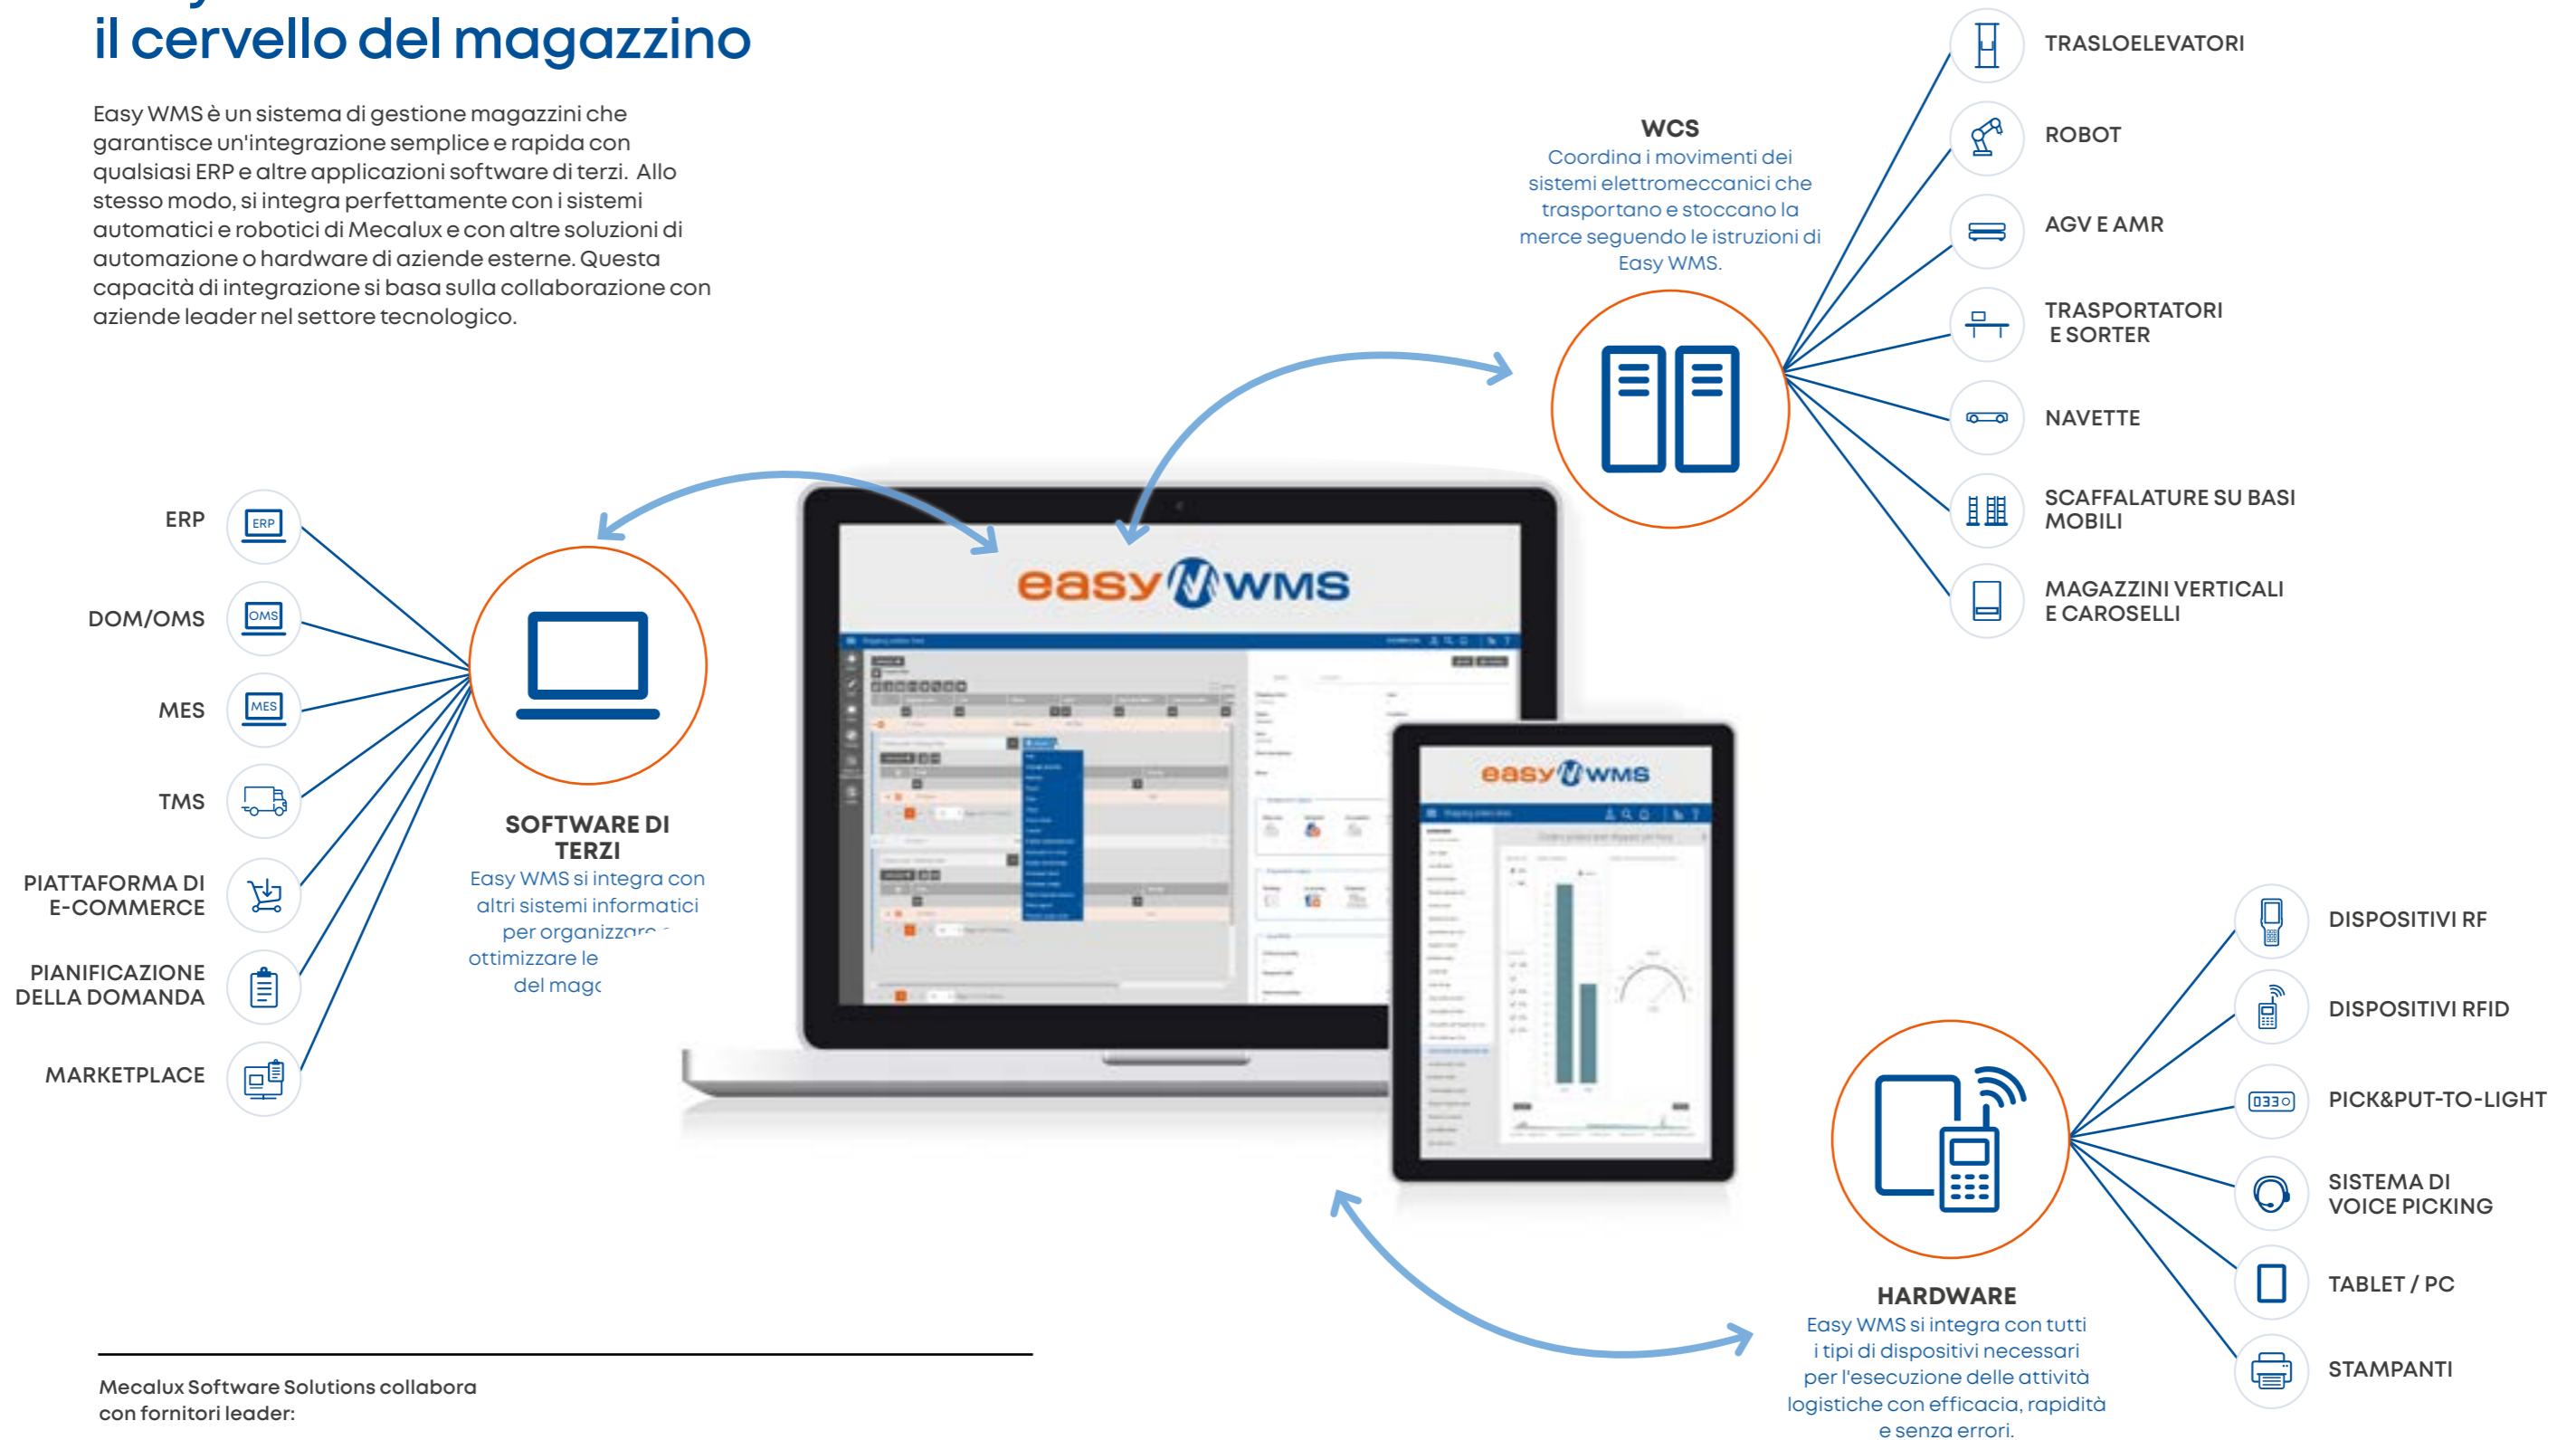 il cervello del magazzino
Easy WMS è un sistema di gestione magazzini che
garantisce un'integrazione semplice e rapida con
qualsiasi ERP e altre applicazioni software di terzi. Allo
stesso modo, si integra perfettamente con i sistemi
automatici e robotici di Mecalux e con altre soluzioni di
automazione o hardware di aziende esterne. Questa
capacità di integrazione si basa sulla collaborazione con
aziende leader nel settore tecnologico.
WCS
Coordina i movimenti dei
sistemi elettromeccanici che
trasportano e stoccano la
merce seguendo le istruzioni di
Easy WMS.
TRASLOELEVATORI
ROBOT
AGV E AMR
TRASPORTATORI
E SORTER
NAVETTE
SCAFFALATURE SU BASI
MOBILI
MAGAZZINI VERTICALI
E CAROSELLI
ERP
ERP
DOM/OMS
OMS
MES
MES
TMS
PIATTAFORMA DI
E-COMMERCE
PIANIFICAZIONE
DELLA DOMANDA
MARKETPLACE
SOFTWARE DI
TERZI
Easy WMS si integra con
altri sistemi informatici
per organizzare
ottimizzare le
del
easy WMS
easy WMS
DISPOSITIVI RF
DISPOSITIVI RFID
033
PICK&PUT-TO-LIGHT
SISTEMA DI
VOICE PICKING
TABLET / PC
STAMPANTI
HARDWARE
Easy WMS si integra con tutti
i tipi di dispositivi necessari
per l'esecuzione delle attività
logistiche con efficacia, rapidità
e senza errori.
Mecalux Software Solutions collabora
con fornitori leader: